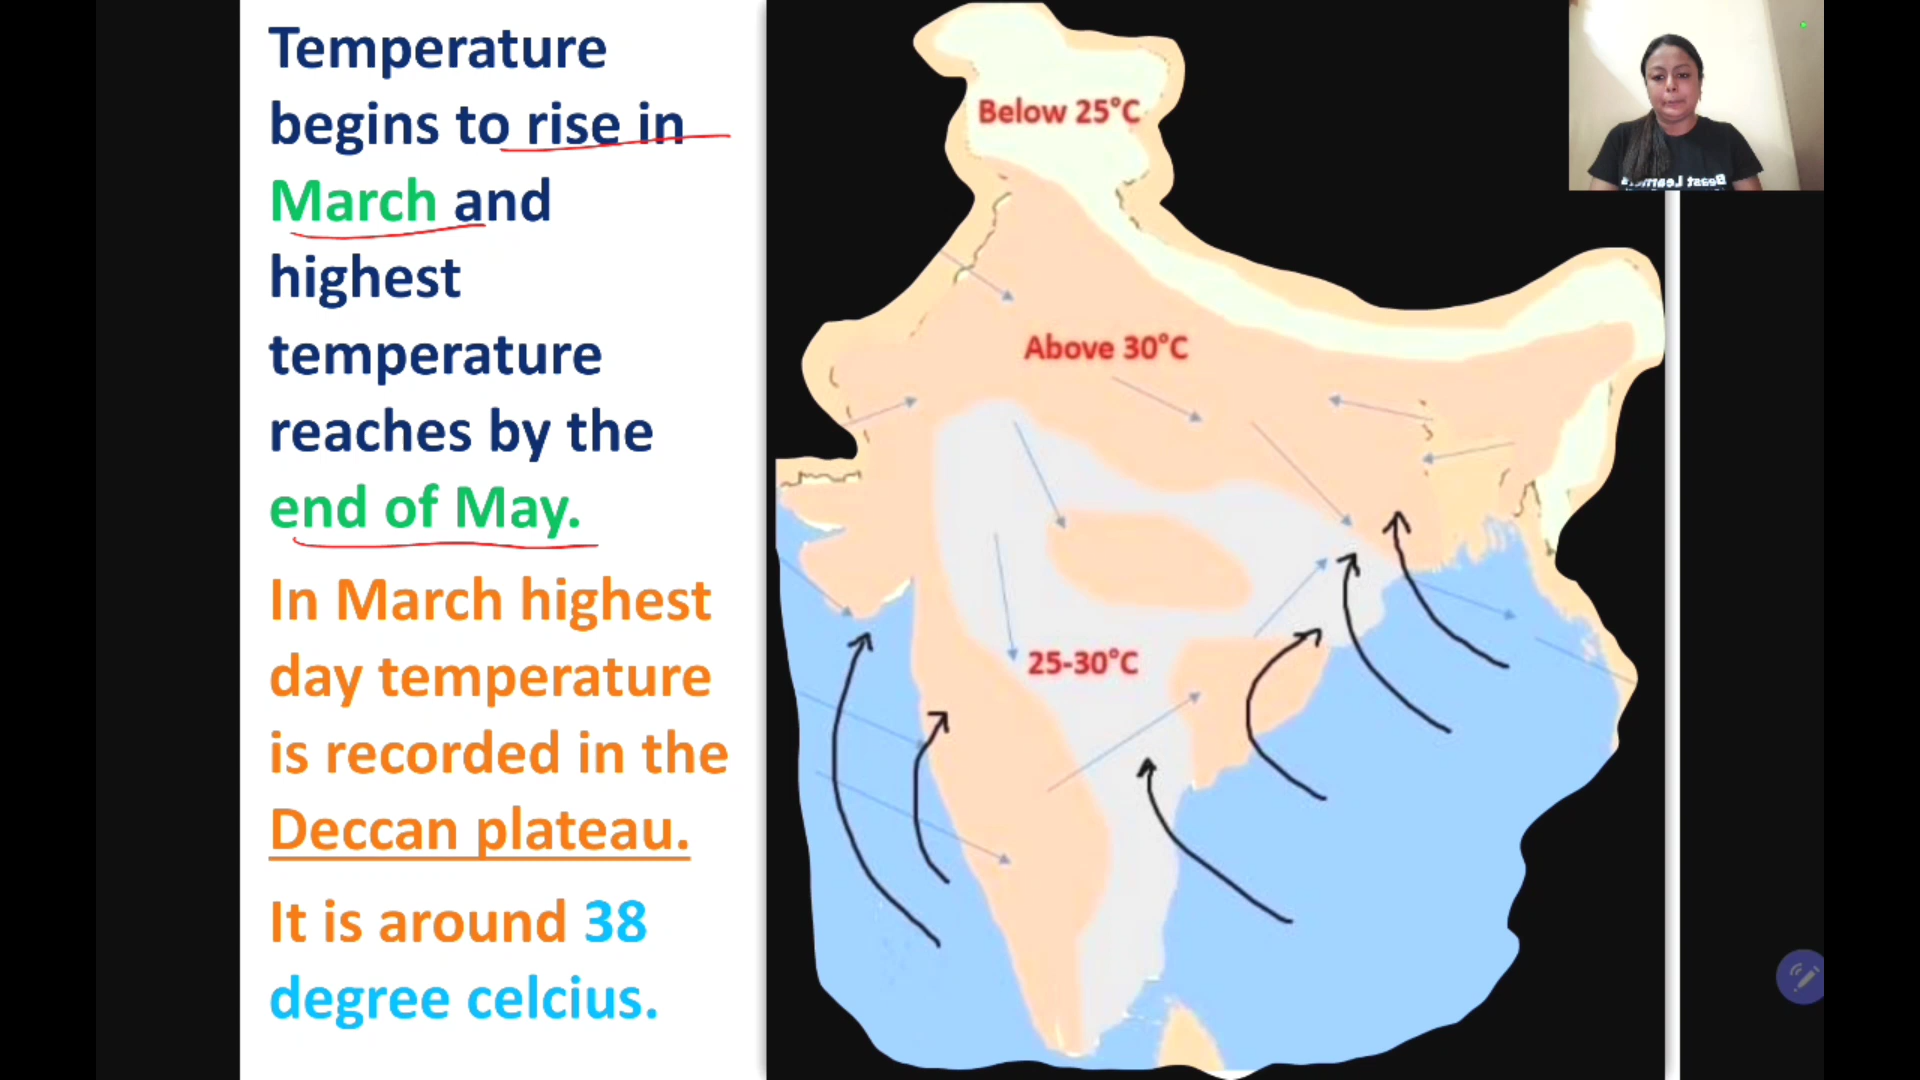 Temperature
begins to rise in
March and
highest
temperature
reaches by the
end of May.
In March highest
day temperature
is recorded in the
Deccan plateau.
It is around 38
degree celcius.
Below 25°C
Above 30°C
25-30°C
Beast Learners